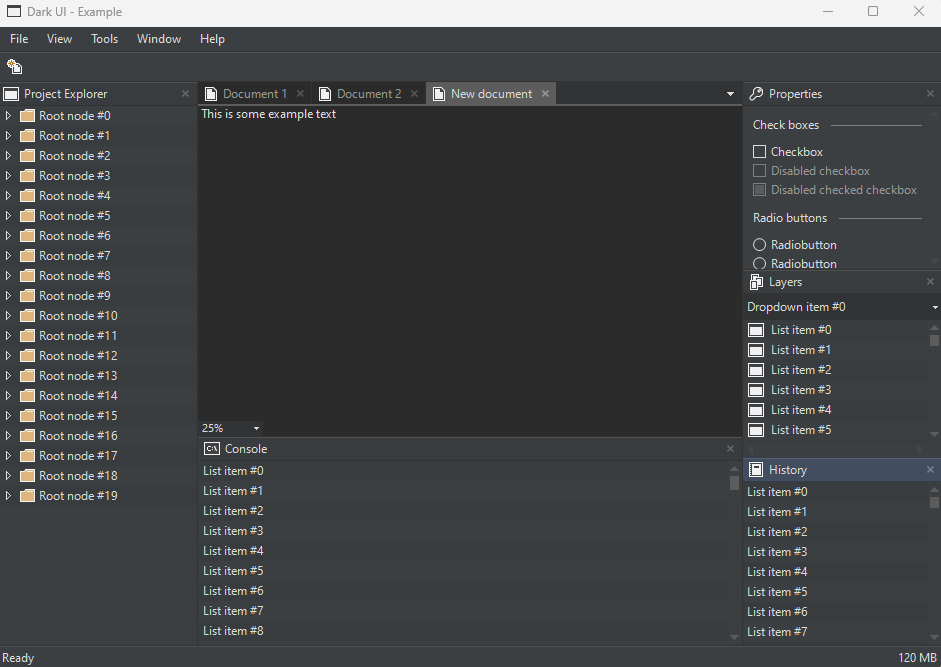 Dark UI - Example
File View Tools Window Help
Project Explorer
Root node #0
Root node #1
Root node #2
Root node #3
Root node #4
Root node #5
Root node #6
Root node #7
Root node #8
Root node #9
Root node #10
Root node #11
Root node #12
Root node #13
Root node #14
Root node #15
Root node #16
Root node #17
Root node #18
Root node #19
Document 1 Document 2 New document
This is some example text
25%
C:\ Console
List item #0
List item #1
List item #2
List item #3
List item #4
List item #5
List item #6
List item #7
List item #8
Properties
Check boxes
Checkbox
Disabled checkbox
Disabled checked checkbox
Radio buttons
Radiobutton
Radiobutton
Layers
Dropdown item #0
List item #0
List item #1
List item #2
List item #3
List item #4
List item #5
History
List item #0
List item #1
List item #2
List item #3
List item #4
List item #5
List item #6
List item #7
Ready
120 MB